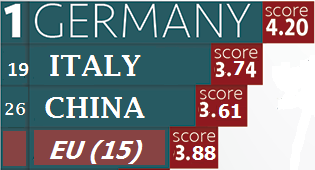 1 GERMANY score 4.20
19 ITALY score 3.74
26 CHINA score 3.61
EU (15) score 3.88